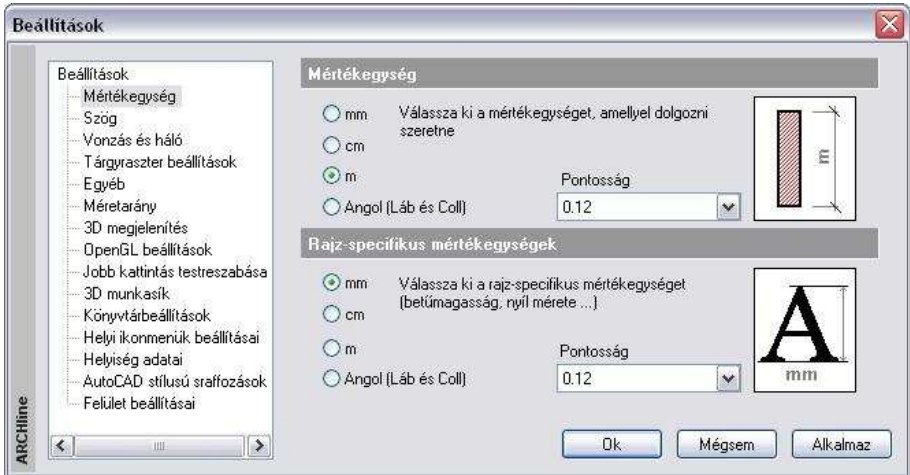 Beállítások
Beállítások
Mértékegység
Szög
Vonzás és háló
Tárgyraszter beállítások
Egyéb
Méretarány
3D megjelenítés
OpenGL beállítások
Jobb kattintás testreszabása
3D munkasík
Könyvtárbeállítások
Helyi ikonmenük beállításai
Helyiség adatai
AutoCAD stílusú sraffozások
Felület beállításai
ARCHline
Mértékegység
mm
Válassza ki a mértékegységet, amellyel dolgozni
szeretne
cm
m
Angol (Láb és Coll)
Pontosság
0.12
m
Rajz-specifikus mértékegységek
mm
Válassza ki a rajz-specifikus mértékegységet
(betűmagasság, nyíl mérete ...)
cm
m
Angol (Láb és Coll)
Pontosság
0.12
A
mm
Ok
Mégsem
Alkalmaz